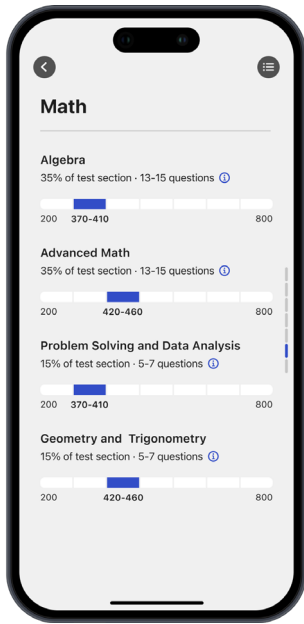 Math
Algebra
35% of test section · 13-15 questions
200 370-410 800
Advanced Math
35% of test section · 13-15 questions
200 420-460 800
Problem Solving and Data Analysis
15% of test section · 5-7 questions
200 370-410 800
Geometry and Trigonometry
15% of test section · 5-7 questions
200 420-460 800